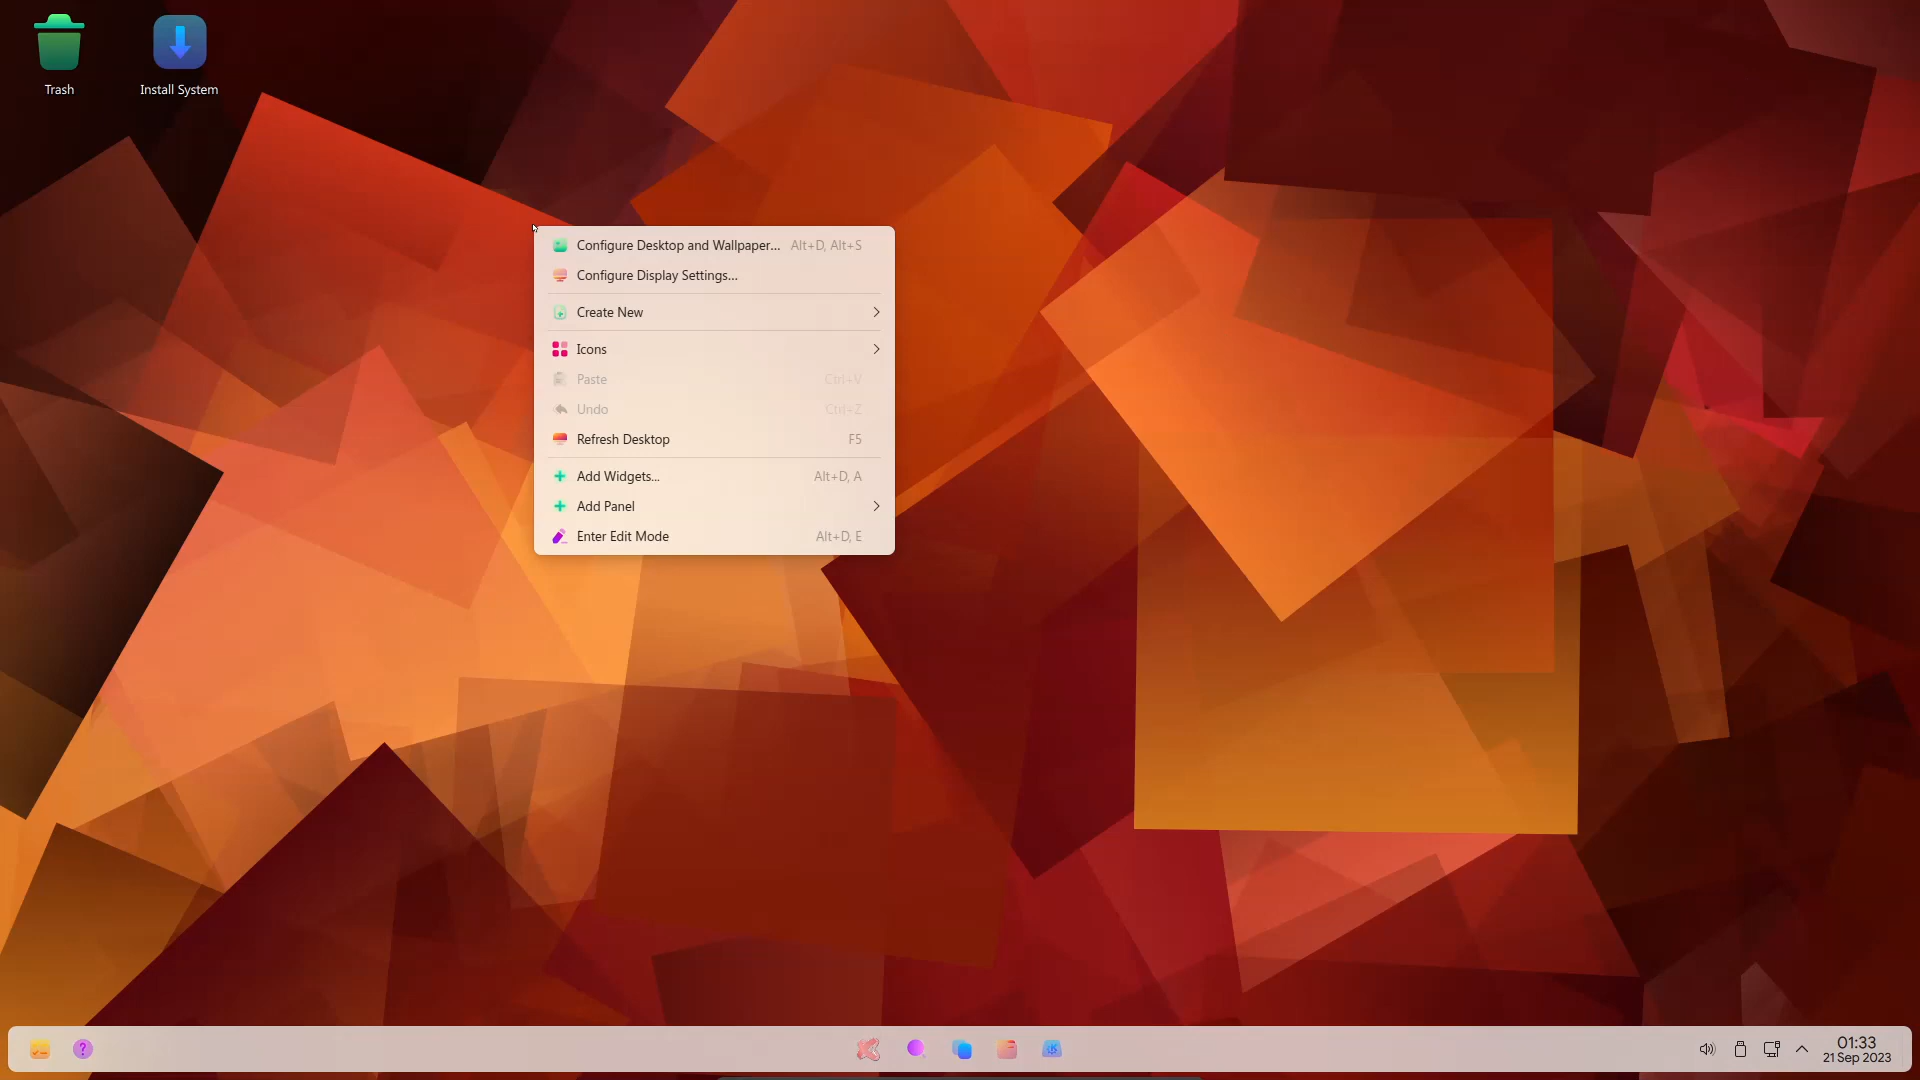 Trash
Install System
Configure Desktop and Wallpaper... Alt+D, Alt+S
Configure Display Settings...
Create New
Icons
Paste Ctrl+V
Undo Ctrl+Z
Refresh Desktop F5
Add Widgets... Alt+D, A
Add Panel
Enter Edit Mode Alt+D, E
?
01:33
21 Sep 2023